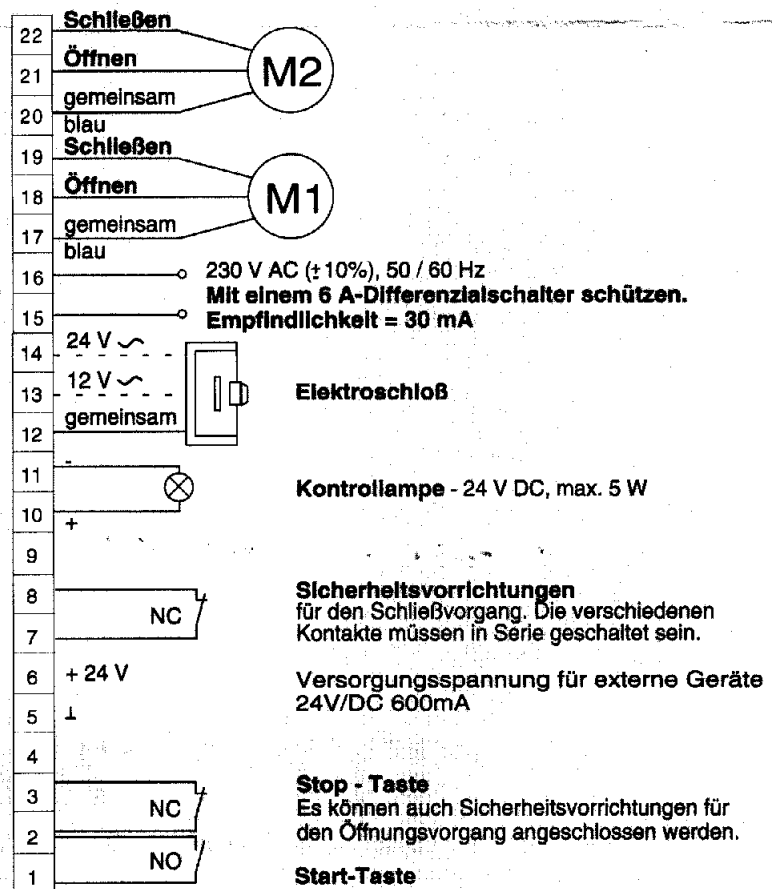 22 Schließen
21 Öffnen
M2
gemeinsam
20 blau
19 Schließen
18 Öffnen
M1
gemeinsam
17 blau
16 230 V AC (±10%), 50 / 60 Hz
Mit einem 6 A-Differenzialschalter schützen.
15 Empfindlichkeit = 30 mA
14 24 V
13 12 V Elektroschloß
gemeinsam
12
11 -
Kontrollampe - 24 V DC, max. 5 W
10 +
9
8 Sicherheitsvorrichtungen
NC für den Schließvorgang. Die verschiedenen
7 Kontakte müssen in Serie geschaltet sein.
6 + 24 V Versorgungsspannung für externe Geräte
5 ⊥ 24V/DC 600mA
4
Stop - Taste
3 NC Es können auch Sicherheitsvorrichtungen für
2 den Öffnungsvorgang angeschlossen werden.
NO
1 Start-Taste